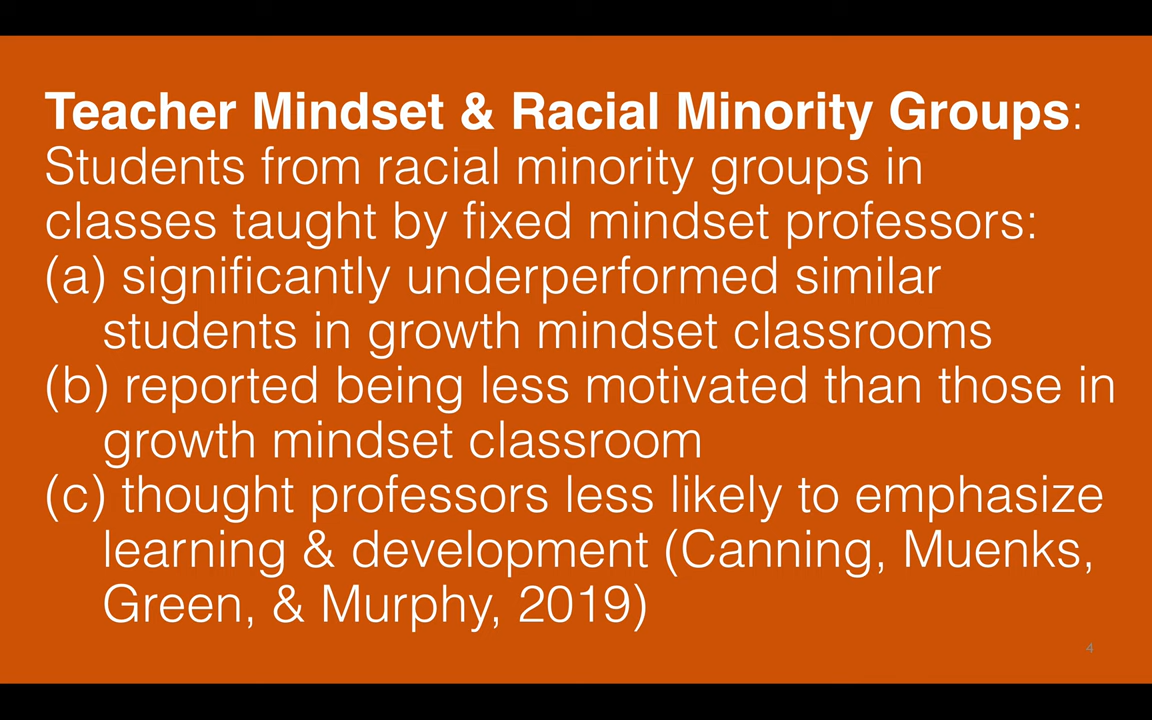 Teacher Mindset & Racial Minority Groups:
Students from racial minority groups in
classes taught by fixed mindset professors:
(a) significantly underperformed similar
students in growth mindset classrooms
(b) reported being less motivated than those in
growth mindset classroom
(c) thought professors less likely to emphasize
learning & development (Canning, Muenks,
Green, & Murphy, 2019)
4